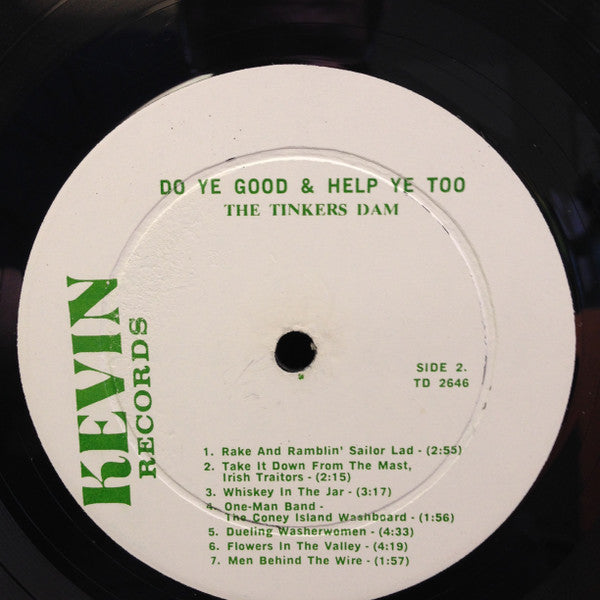 DO YE GOOD & HELP YE TOO
THE TINKERS DAM
KEVIN
RECORDS
SIDE 2.
TD 2646
1. Rake And Ramblin' Sailor Lad - (2:55)
2. Take It Down From The Mast,
Irish Traitors - (2:15)
3. Whiskey In The Jar - (3:17)
4. One-Man Band -
The Coney Island Washboard - (1:56)
5. Dueling Washerwomen - (4:33)
6. Flowers In The Valley - (4:19)
7. Men Behind The Wire - (1:57)